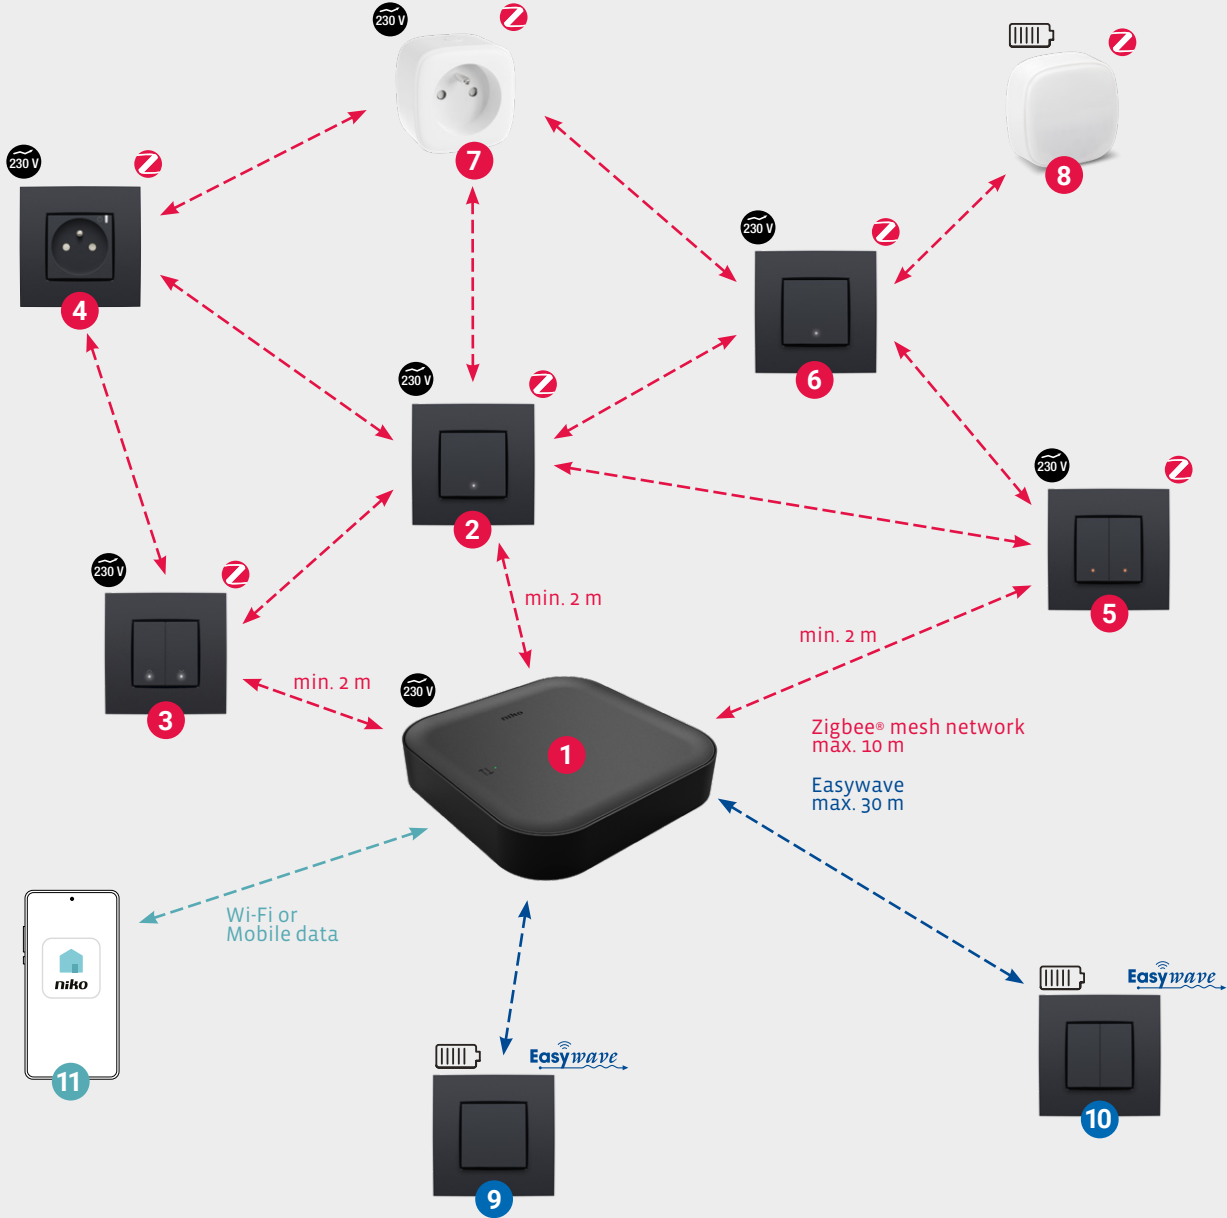 230 V
7
8
230 V
4
230 V
6
230 V
2
230 V
5
230 V
3
min. 2 m
min. 2 m
min. 2 m
230 V
niko
1
Zigbee® mesh network
max. 10 m
Easywave
max. 30 m
Wi-Fi or
Mobile data
niko
11
Easywave
9
Easywave
10